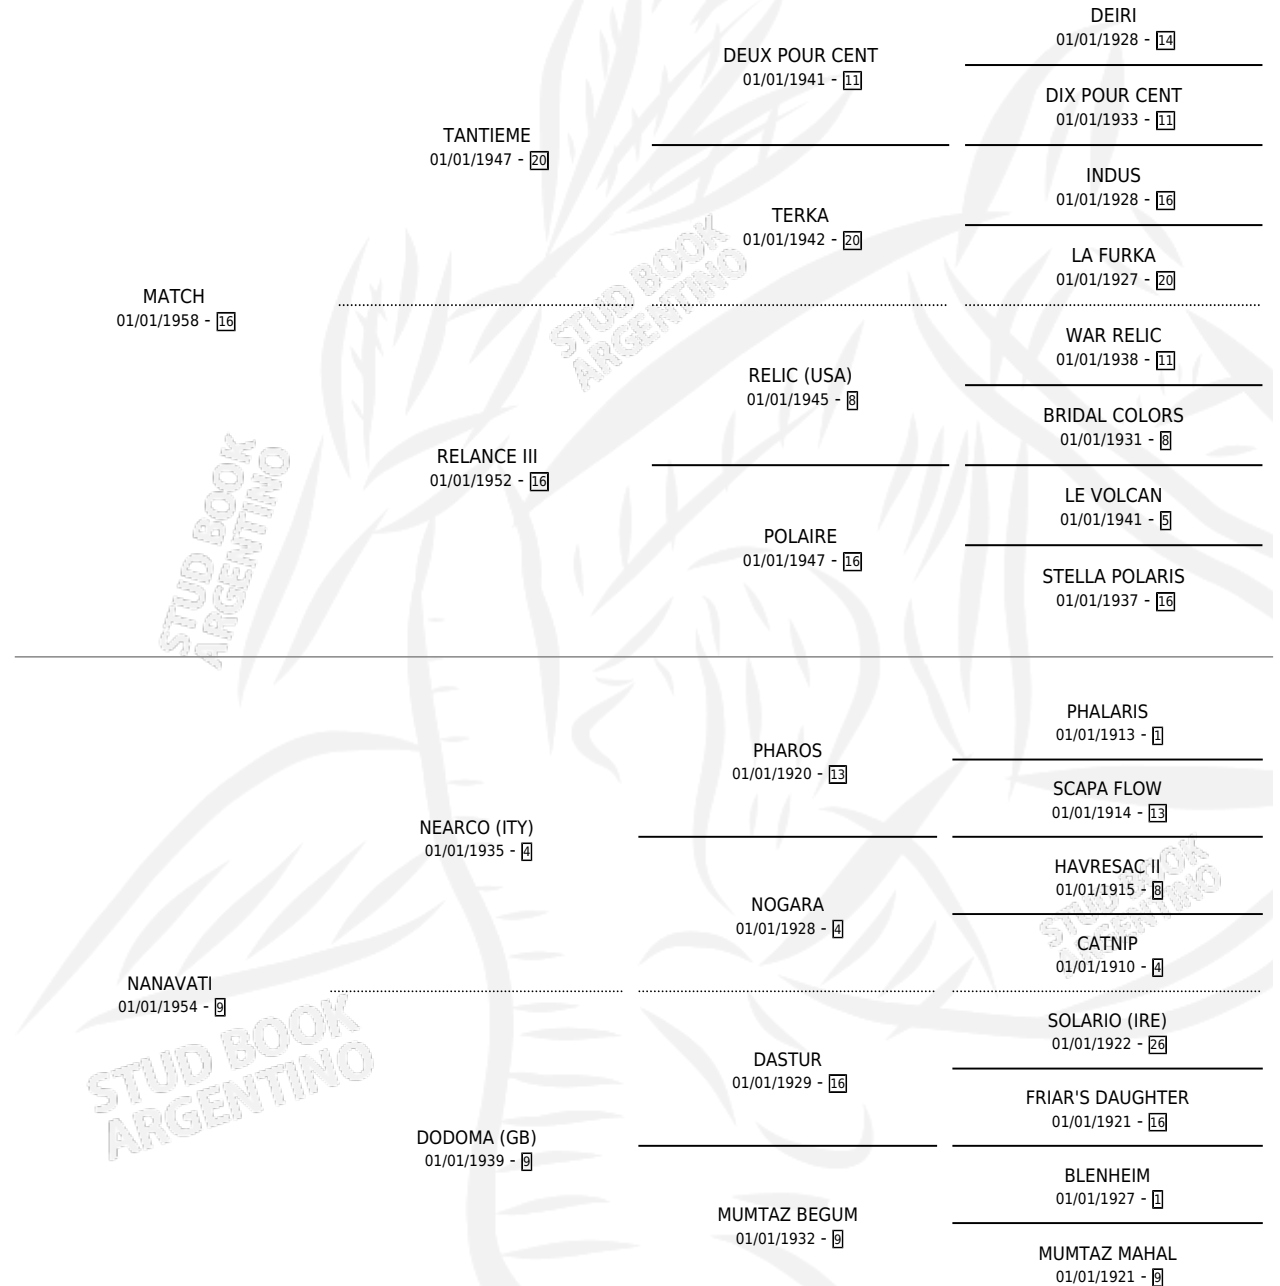 DEIRI
01/01/1928 - 14
DEUX POUR CENT
01/01/1941 - 11
DIX POUR CENT
01/01/1933 - 11
TANTIEME
01/01/1947 - 20
INDUS
01/01/1928 - 16
TERKA
01/01/1942 - 20
LA FURKA
01/01/1927 - 20
MATCH
01/01/1958 - 16
STUD BOOK
ARGENTINO
WAR RELIC
01/01/1938 - 11
RELIC (USA)
01/01/1945 - 8
BRIDAL COLORS
01/01/1931 - 8
RELANCE III
01/01/1952 - 16
LE VOLCAN
01/01/1941 - 5
POLAIRE
01/01/1947 - 16
STELLA POLARIS
01/01/1937 - 16
STUD BOOK
ARGENTINO
PHALARIS
01/01/1913 - 1
PHAROS
01/01/1920 - 13
SCAPA FLOW
01/01/1914 - 13
NEARCO (ITY)
01/01/1935 - 4
HAVRESAC II
01/01/1915 - 8
NOGARA
01/01/1928 - 4
CATNIP
01/01/1910 - 4
STUD BOOK
ARGENTINO
NANAVATI
01/01/1954 - 9
SOLARIO (IRE)
01/01/1922 - 26
DASTUR
01/01/1929 - 16
FRIAR'S DAUGHTER
01/01/1921 - 16
STUD BOOK
ARGENTINO
DODOMA (GB)
01/01/1939 - 9
BLENHEIM
01/01/1927 - 1
MUMTAZ BEGUM
01/01/1932 - 9
MUMTAZ MAHAL
01/01/1921 - 9